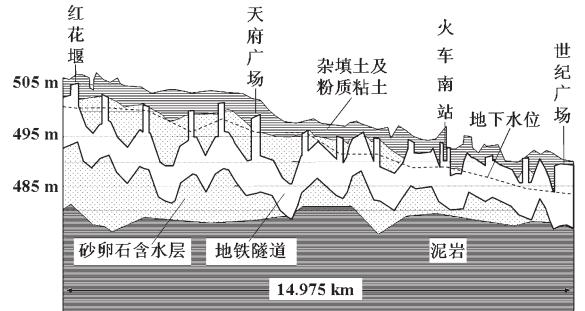 红花堰
天府广场
火车南站
世纪广场
505 m
杂填土及
粉质粘土
495 m
地下水位
485 m
砂卵石含水层
地铁隧道
泥岩
14.975 km